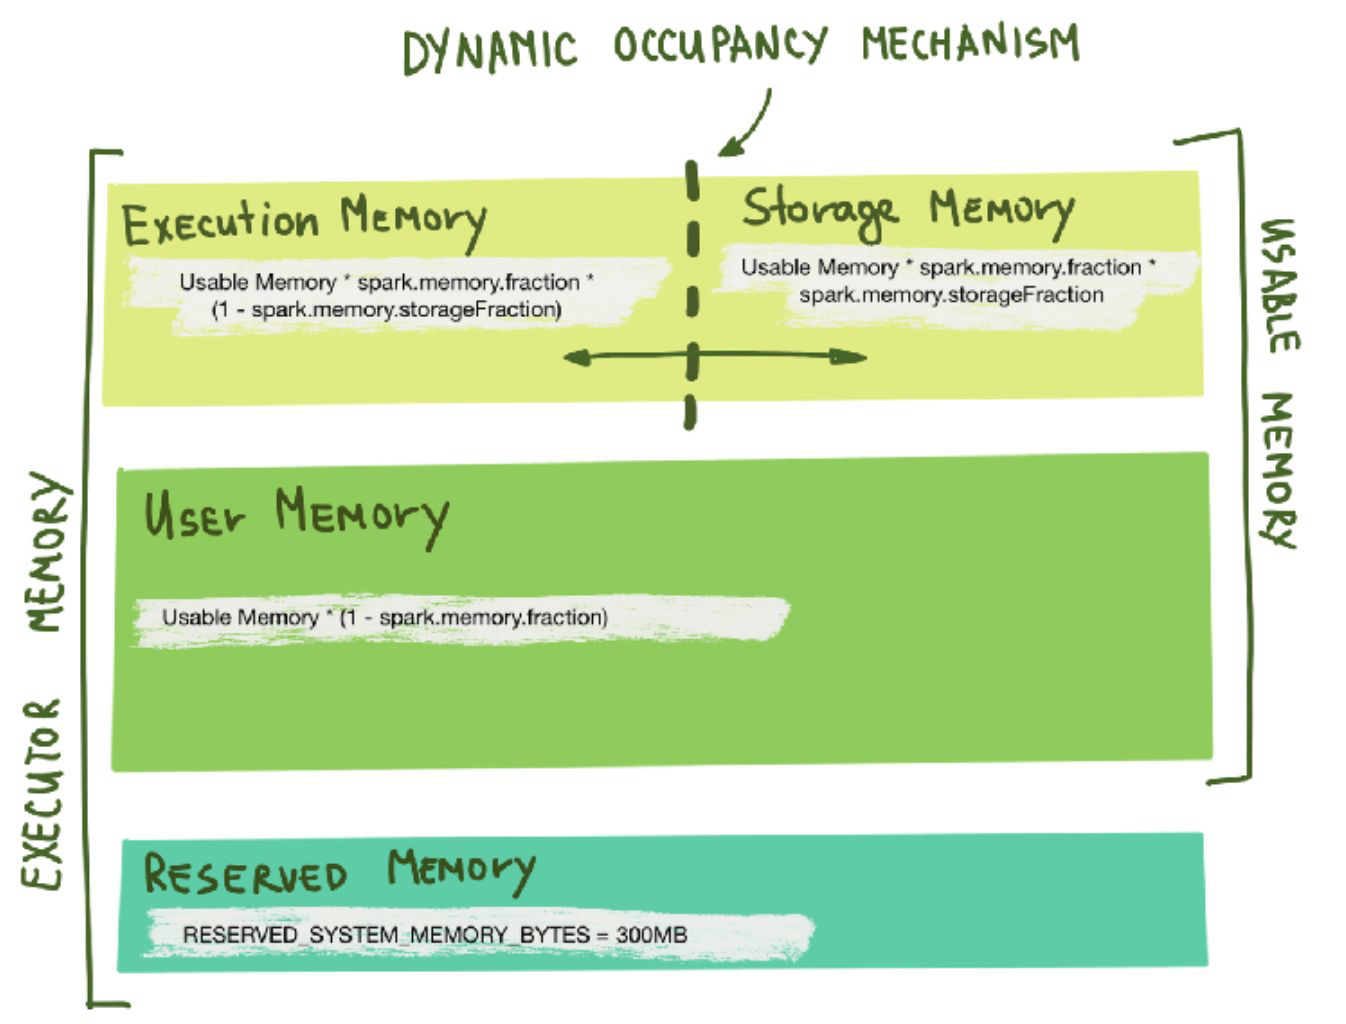 DYNAMIC OCCUPANCY MECHANISM
Execution Memory
Usable Memory * spark.memory.fraction *
(1 - spark.memory.storageFraction)
Storage Memory
Usable Memory * spark.memory.fraction *
spark.memory.storageFraction
USABLE MEMORY
EXECUTOR MEMORY
User Memory
Usable Memory * (1 - spark.memory.fraction)
Reserved Memory
RESERVED_SYSTEM_MEMORY_BYTES = 300MB